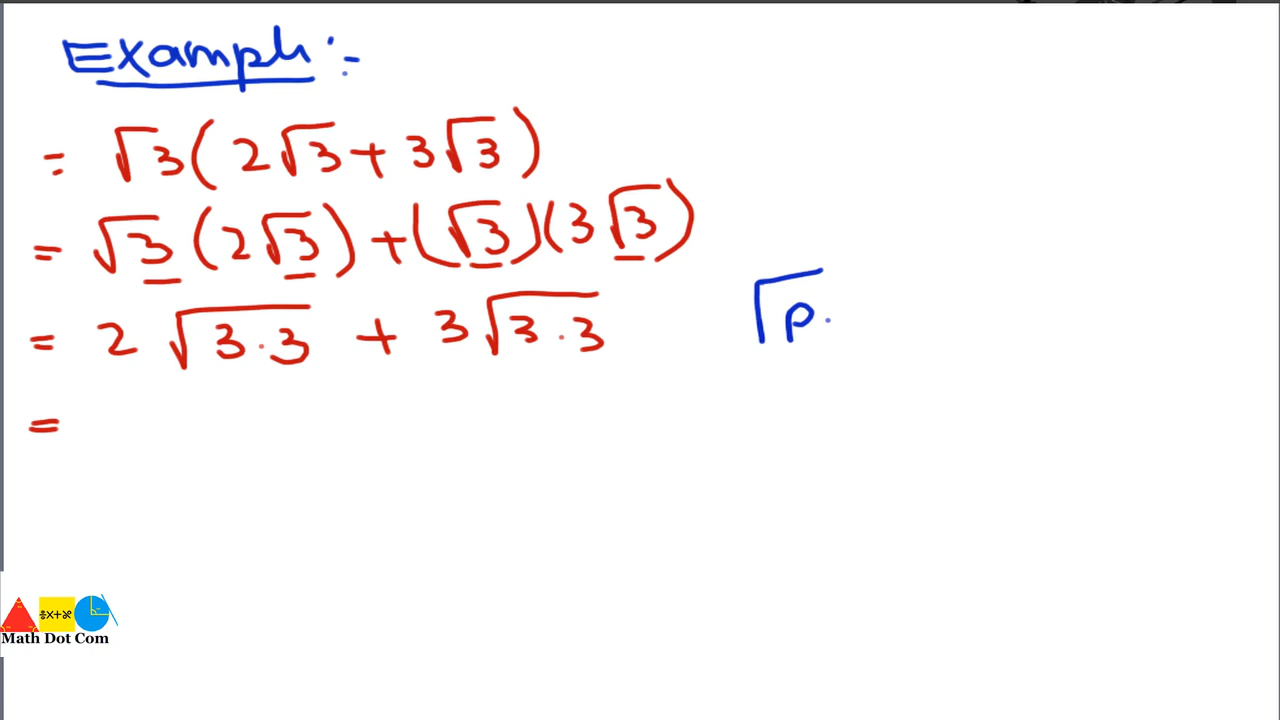 Example :-
= √3 ( 2√3 + 3√3 )
= √3 ( 2√3 ) + (√3)(3√3)
= 2 √3·3 + 3√3·3
√p.
=
÷x+
Math Dot Com